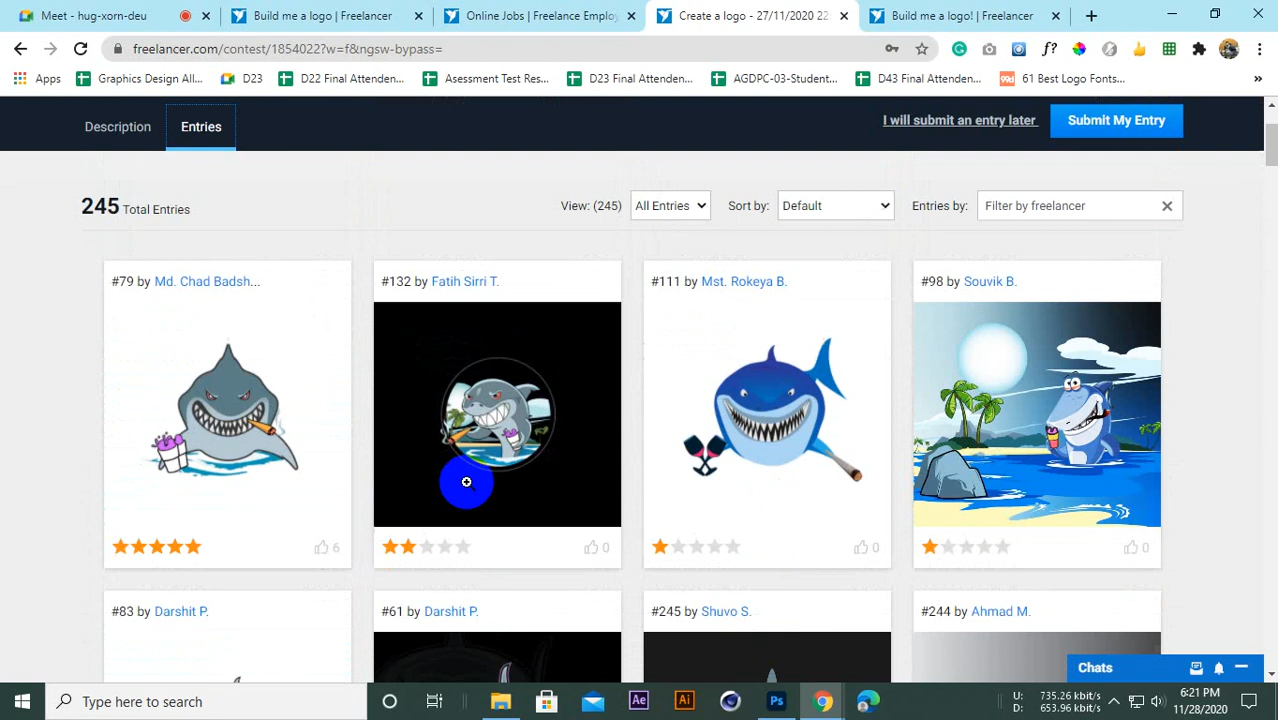 Meet - hug-xorn-deu
Build me a logo | Freelancer
Online Jobs | Freelance Employ
Create a logo - 27/11/2020 22
Build me a logo! | Freelancer
freelancer.com/contest/1854022?w=f&ngsw-bypass=
Apps
Graphics Design All...
D23
D22 Final Attenden...
Asessment Test Res...
D23 Final Attenden...
AGDPC-03-Student...
D43 Final Attenden...
61 Best Logo Fonts...
Description
Entries
I will submit an entry later
Submit My Entry
245 Total Entries
View: (245)
All Entries
Sort by:
Default
Entries by:
Filter by freelancer
#79 by Md. Chad Badsh...
#132 by Fatih Sirri T.
#111 by Mst. Rokeya B.
#98 by Souvik B.
6
0
0
0
#83 by Darshit P.
#61 by Darshit P.
#245 by Shuvo S.
#244 by Ahmad M.
Chats
Type here to search
U: 735.26 kbit/s
D: 653.96 kbit/s
6:21 PM
11/28/2020